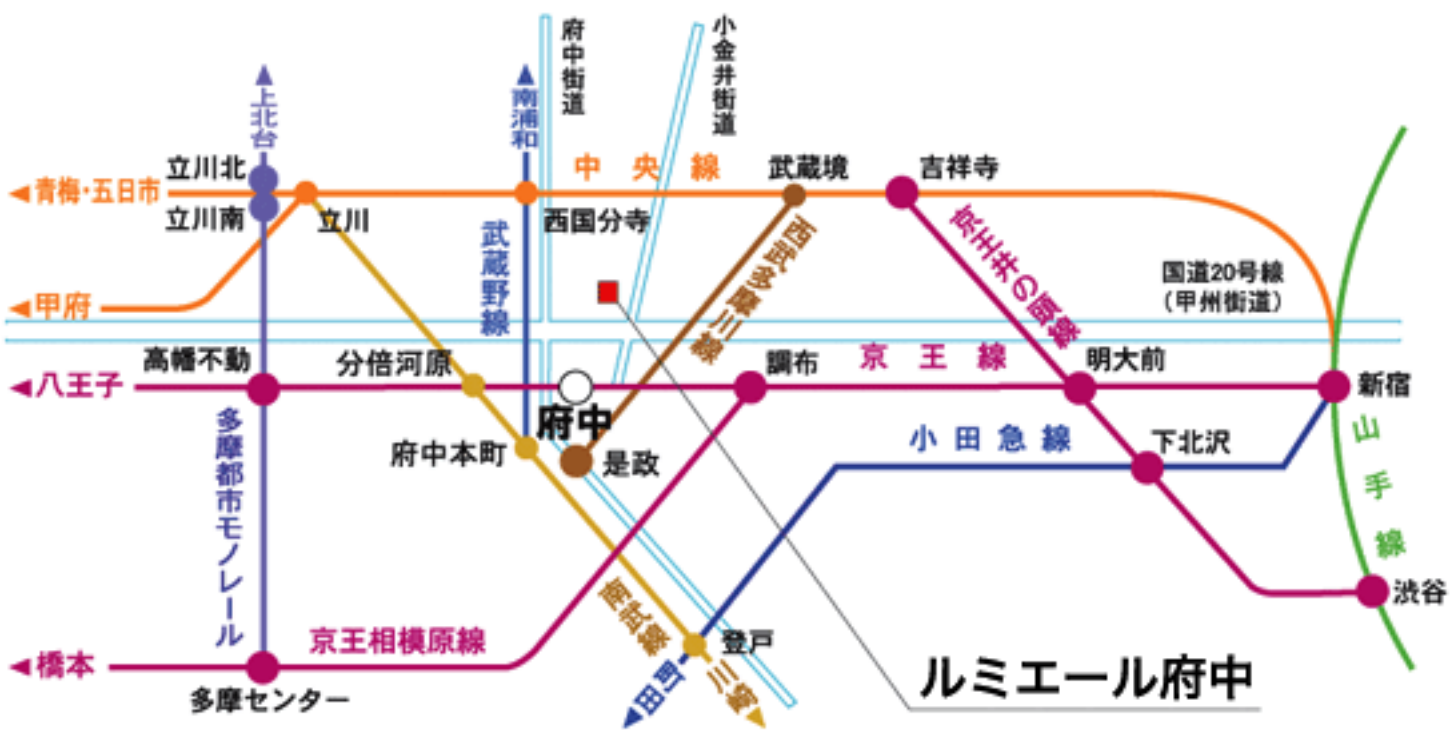 府中街道
小金井街道
▲上北台
▲南浦和
立川北
中央線
武蔵境
吉祥寺
◀青梅・五日市
立川南
立川
西国分寺
武蔵野線
西武多摩川線
京王井の頭線
国道20号線
（甲州街道）
◀甲府
高幡不動
分倍河原
調布
京王線
明大前
◀八王子
新宿
府中
多摩都市モノレール
府中本町
是政
小田急線
下北沢
山手線
南武線
渋谷
京王相模原線
登戸
◀橋本
多摩センター
◀町田
川崎▶
ルミエール府中